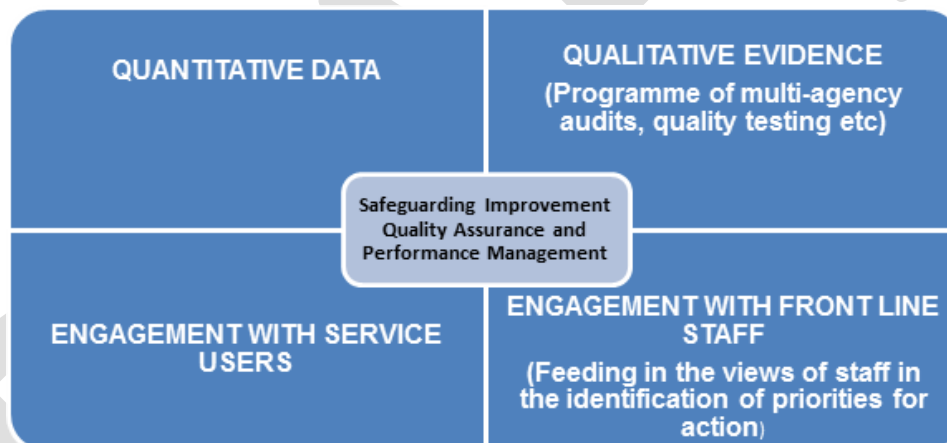 QUANTITATIVE DATA
QUALITATIVE EVIDENCE
(Programme of multi-agency
audits, quality testing etc)
Safeguarding Improvement
Quality Assurance and
Performance Management
ENGAGEMENT WITH SERVICE
USERS
ENGAGEMENT WITH FRONT LINE
STAFF
(Feeding in the views of staff in
the identification of priorities for
action)